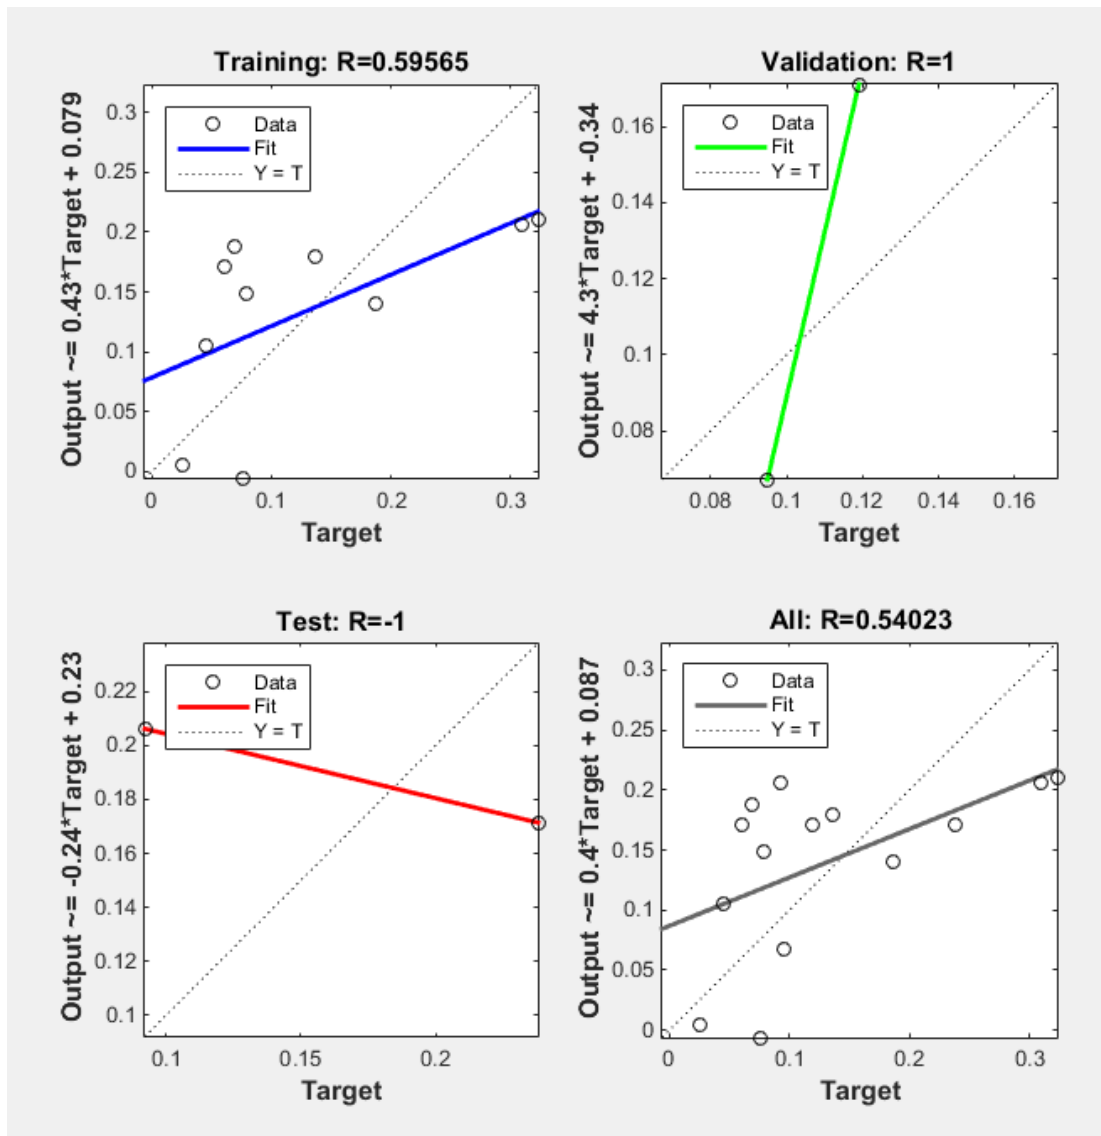 Training: R=0.59565
Output ~= 0.43*Target + 0.079
0.3
0.25
0.2
0.15
0.1
0.05
0
Data
Fit
Y = T
0
0.1
0.2
0.3
Target
Validation: R=1
Output ~= 4.3*Target + -0.34
0.16
0.14
0.12
0.1
0.08
Data
Fit
Y = T
0.08
0.1
0.12
0.14
0.16
Target
Test: R=-1
Output ~= -0.24*Target + 0.23
0.22
0.2
0.18
0.16
0.14
0.12
0.1
Data
Fit
Y = T
0.1
0.15
0.2
Target
All: R=0.54023
Output ~= 0.4*Target + 0.087
0.3
0.25
0.2
0.15
0.1
0.05
0
Data
Fit
Y = T
0
0.1
0.2
0.3
Target